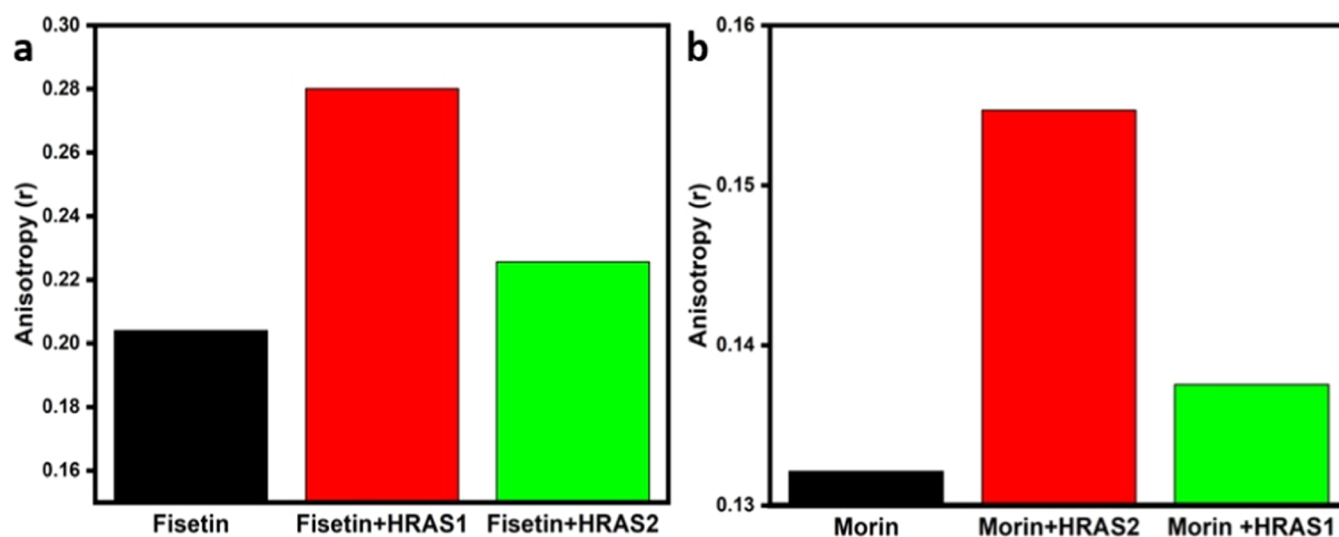 a
0.30
0.28
0.26
0.24
0.22
0.20
0.18
0.16
Anisotropy (r)
Fisetin
Fisetin+HRAS1
Fisetin+HRAS2
b
0.16
0.15
0.14
0.13
Anisotropy (r)
Morin
Morin+HRAS2
Morin +HRAS1